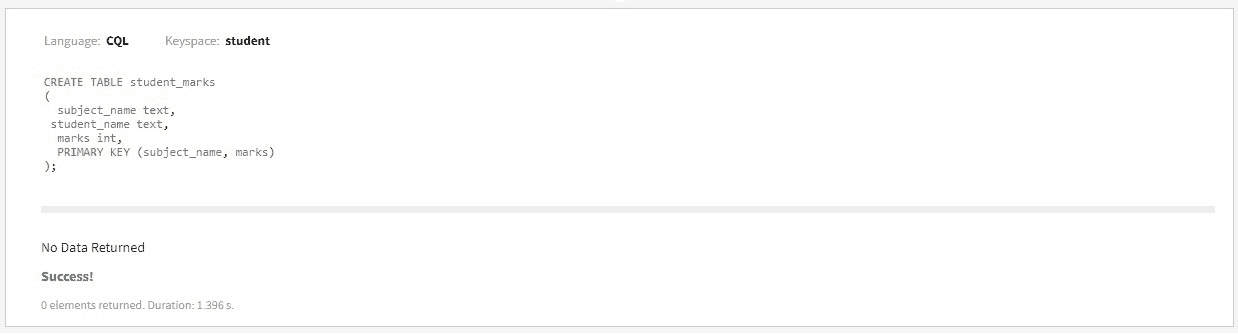 Language: CQL Keyspace: student
CREATE TABLE student_marks
(
  subject_name text,
 student_name text,
  marks int,
  PRIMARY KEY (subject_name, marks)
);
No Data Returned
Success!
0 elements returned. Duration: 1.396 s.